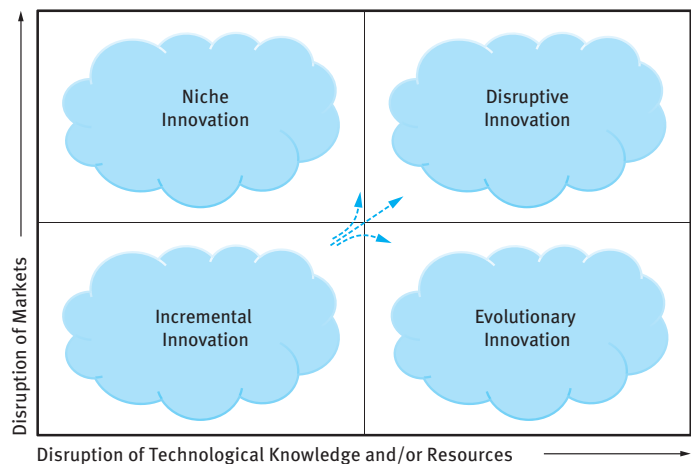 Niche
Innovation
Disruptive
Innovation
Incremental
Innovation
Evolutionary
Innovation
Disruption of Markets
Disruption of Technological Knowledge and/or Resources